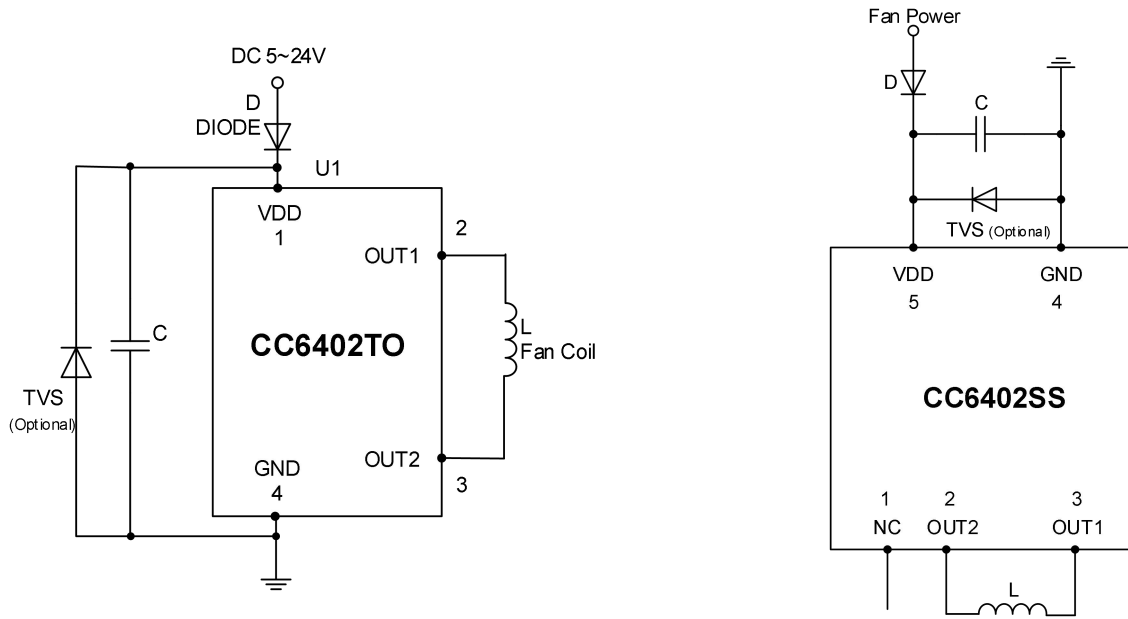 DC 5~24V
D
DIODE
U1
VDD
1
2
OUT1
CC6402TO
L
Fan Coil
C
TVS
(Optional)
OUT2
3
GND
4
Fan Power
D
C
TVS (Optional)
VDD
5
GND
4
CC6402SS
1
NC
2
OUT2
3
OUT1
L